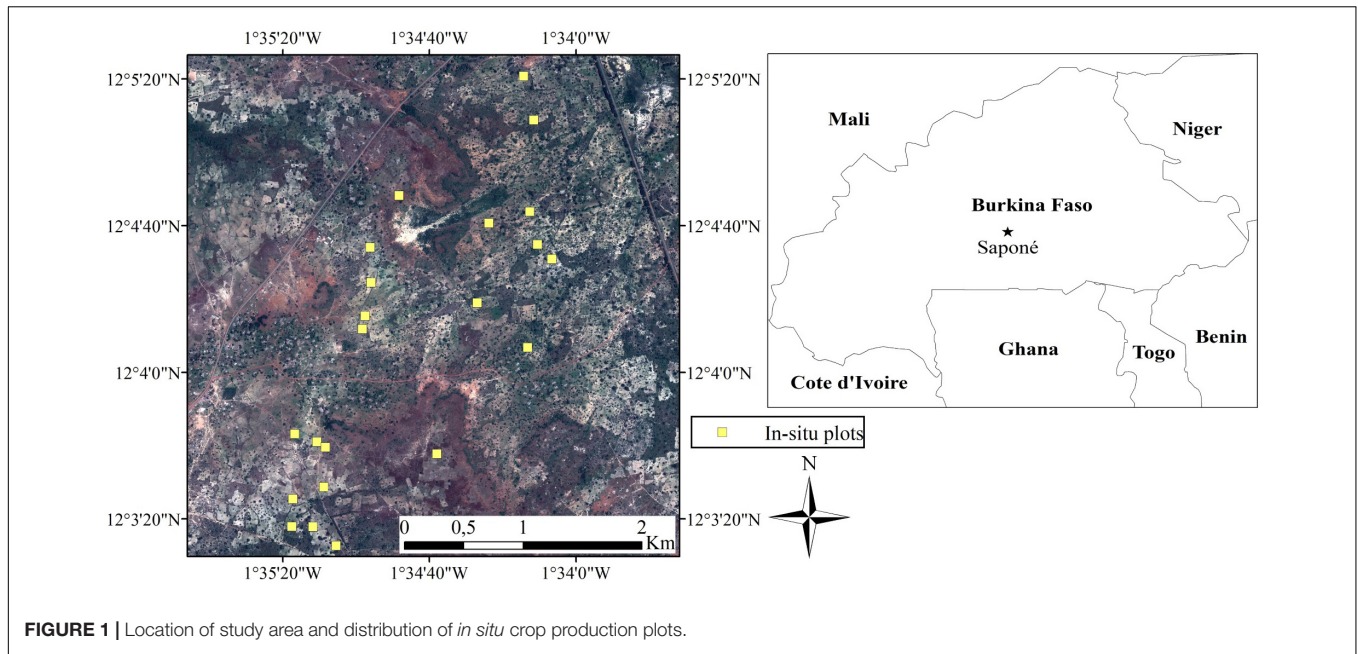 1°35'20"W 1°34'40"W 1°34'0"W
12°5'20"N 12°5'20"N
12°4'40"N 12°4'40"N
12°4'0"N 12°4'0"N
12°3'20"N 12°3'20"N
0 0,5 1 2
Km
1°35'20"W 1°34'40"W 1°34'0"W
Mali
Niger
Burkina Faso
Saponé
Ghana
Togo
Benin
Cote d'Ivoire
In-situ plots
N
FIGURE 1 | Location of study area and distribution of in situ crop production plots.